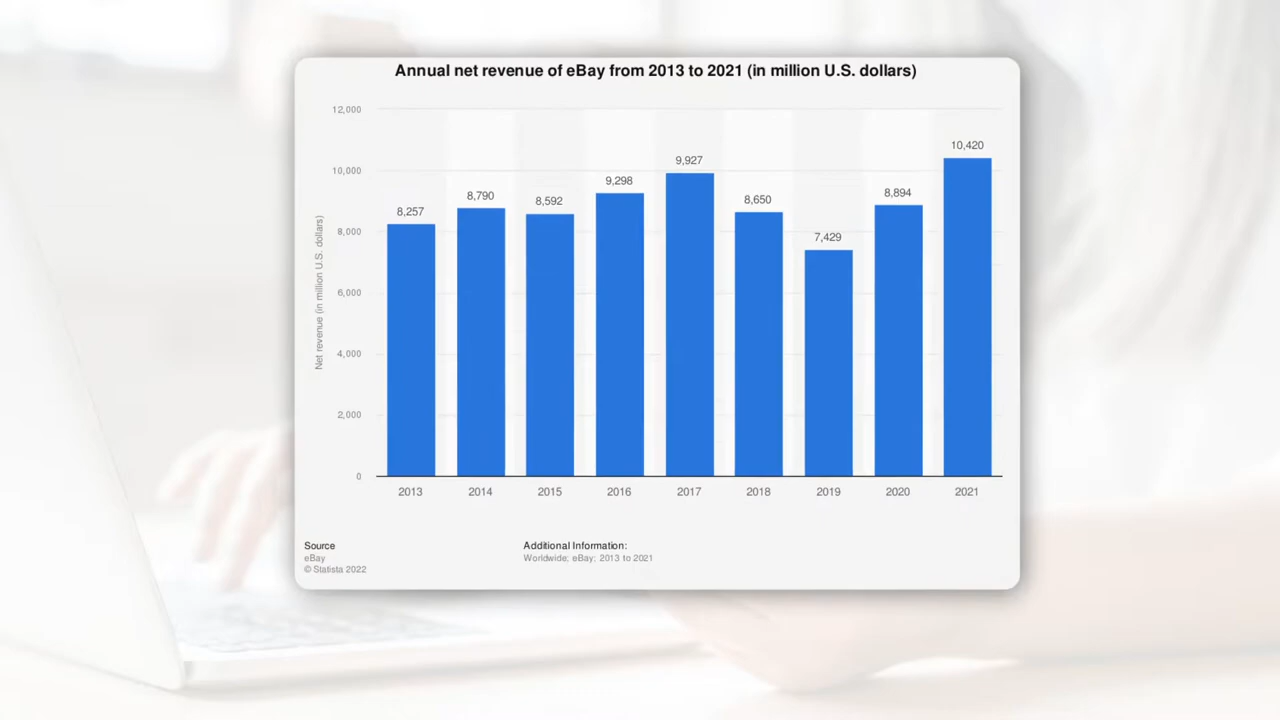 Annual net revenue of eBay from 2013 to 2021 (in million U.S. dollars)
12,000
10,000
8,000
6,000
4,000
2,000
0
Net revenue (in million U.S. dollars)
8,257
8,790
8,592
9,298
9,927
8,650
7,429
8,894
10,420
2013 2014 2015 2016 2017 2018 2019 2020 2021
Source
eBay
© Statista 2022
Additional Information:
Worldwide; eBay; 2013 to 2021